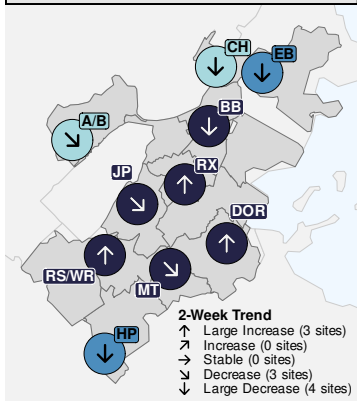 CH
EB
BB
A/B
JP
RX
DOR
RS/WR
MT
HP
2-Week Trend
↑ Large Increase (3 sites)
↗ Increase (0 sites)
→ Stable (0 sites)
↘ Decrease (3 sites)
↓ Large Decrease (4 sites)